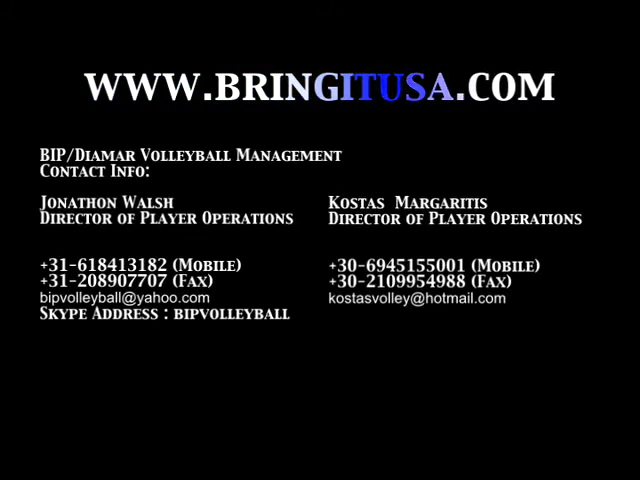 WWW.BRINGITUSA.COM
BIP/DIAMAR VOLLEYBALL MANAGEMENT
CONTACT INFO:
JONATHON WALSH
DIRECTOR OF PLAYER OPERATIONS
+31-618413182 (MOBILE)
+31-208907707 (FAX)
bipvolleyball@yahoo.com
SKYPE ADDRESS : BIPVOLLEYBALL
KOSTAS MARGARITIS
DIRECTOR OF PLAYER OPERATIONS
+30-6945155001 (MOBILE)
+30-2109954988 (FAX)
kostasvolley@hotmail.com